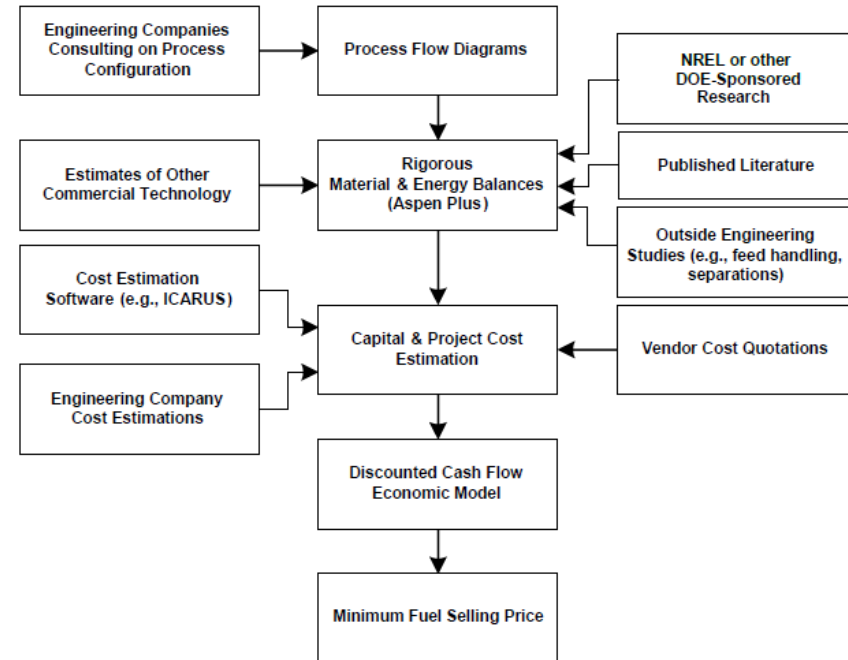 Engineering Companies
Consulting on Process
Configuration
Process Flow Diagrams
NREL or other
DOE-Sponsored
Research
Estimates of Other
Commercial Technology
Rigorous
Material & Energy Balances
(Aspen Plus)
Published Literature
Outside Engineering
Studies (e.g., feed handling,
separations)
Cost Estimation
Software (e.g., ICARUS)
Capital & Project Cost
Estimation
Vendor Cost Quotations
Engineering Company
Cost Estimations
Discounted Cash Flow
Economic Model
Minimum Fuel Selling Price